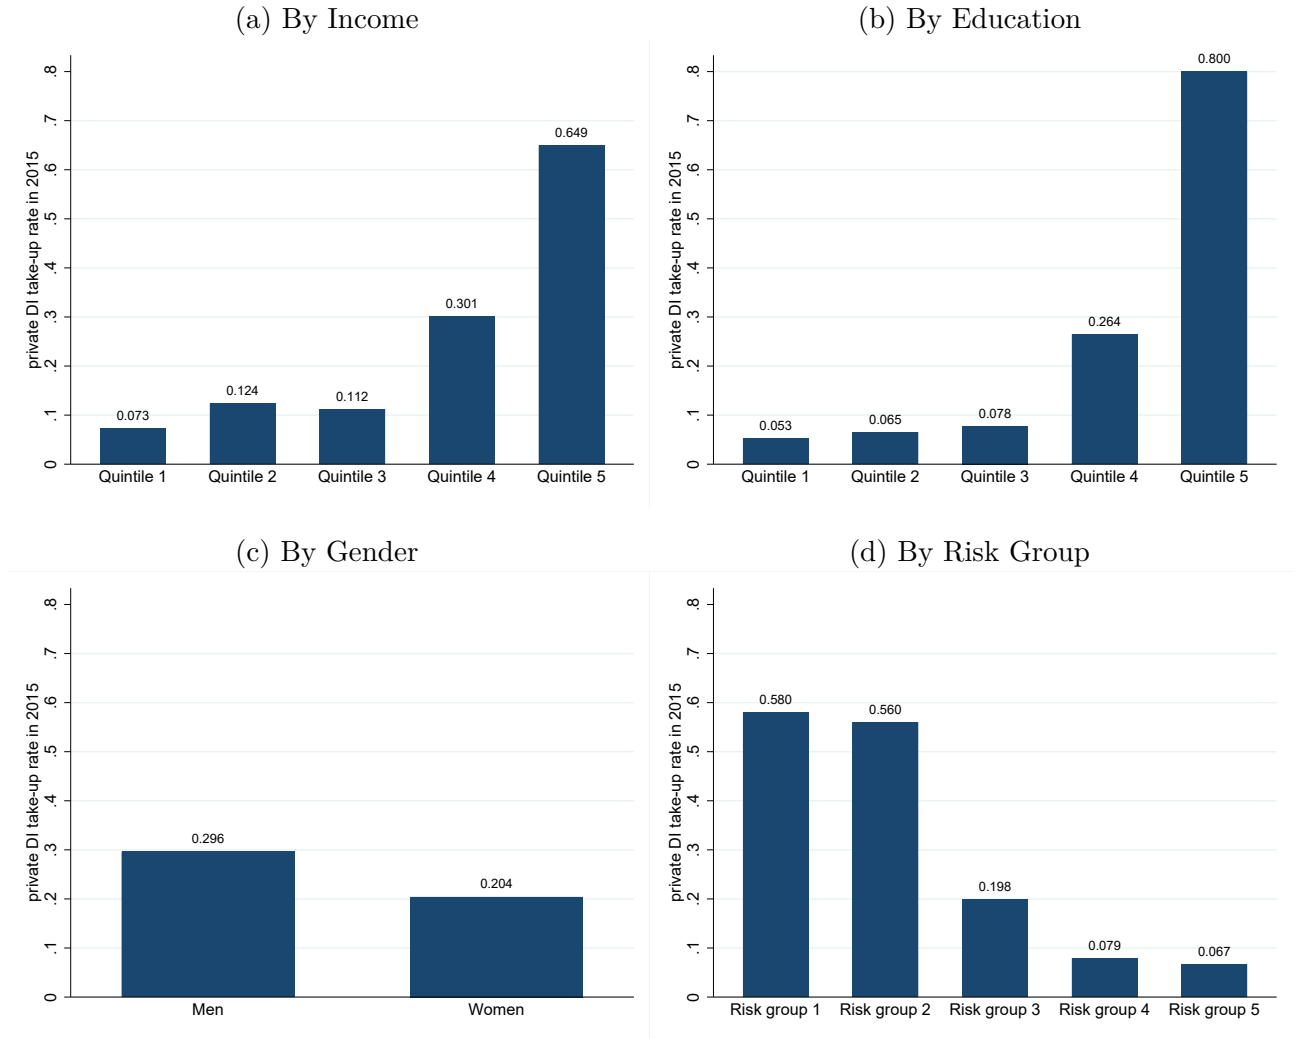 (a) By Income
private DI take-up rate in 2015
.8
.7
.6
.5
.4
.3
.2
.1
0
0.073
0.124
0.112
0.301
0.649
Quintile 1
Quintile 2
Quintile 3
Quintile 4
Quintile 5
(b) By Education
private DI take-up rate in 2015
.8
.7
.6
.5
.4
.3
.2
.1
0
0.053
0.065
0.078
0.264
0.800
Quintile 1
Quintile 2
Quintile 3
Quintile 4
Quintile 5
(c) By Gender
private DI take-up rate in 2015
.8
.7
.6
.5
.4
.3
.2
.1
0
0.296
0.204
Men
Women
(d) By Risk Group
private DI take-up rate in 2015
.8
.7
.6
.5
.4
.3
.2
.1
0
0.580
0.560
0.198
0.079
0.067
Risk group 1
Risk group 2
Risk group 3
Risk group 4
Risk group 5